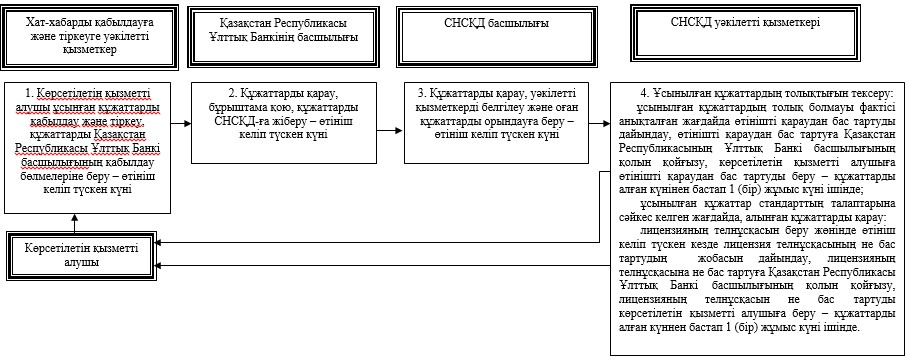 Хат-хабарды қабылдауға
және тіркеуге уәкілетті
қызметкер
Қазақстан Республикасы
Ұлттық Банкінің басшылығы
СНСҚД басшылығы
СНСҚД уәкілетті қызметкері
1. Көрсетілетін қызметті
алушы ұсынған құжаттарды
қабылдау және тіркеу,
құжаттарды Қазақстан
Республикасы Ұлттық Банкі
басшылығының қабылдау
бөлмелеріне беру – өтініш
келіп түскен күні
2. Құжаттарды қарау,
бұрыштама қою, құжаттарды
СНСҚД-ға жіберу – өтініш
келіп түскен күні
3. Құжаттарды қарау, уәкілетті
қызметкерді белгілеу және оған
құжаттарды орындауға беру –
өтініш келіп түскен күні
4. Ұсынылған құжаттардың толықтығын тексеру:
ұсынылған құжаттардың толық болмауы фактісі
анықталған жағдайда өтінішті қараудан бас тартуды
дайындау, өтінішті қараудан бас тартуға Қазақстан
Республикасының Ұлттық Банкі басшылығының
қолын қойғызу, көрсетілетін қызметті алушыға
өтінішті қараудан бас тартуды беру – құжаттарды
алған күнінен бастап 1 (бір) жұмыс күні ішінде;
ұсынылған құжаттар стандарттың талаптарына
сәйкес келген жағдайда, алынған құжаттарды қарау:
лицензияның телнұсқасын беру жөнінде өтініш
келіп түскен кезде лицензия телнұсқасының не бас
тартудың жобасын дайындау, лицензияның
телнұсқасына не бас тартуға Қазақстан Республикасы
Ұлттық Банкі басшылығының қолын қойғызу,
лицензияның телнұсқасын не бас тартуды
көрсетілетін қызметті алушыға беру – құжаттарды
алған күннен бастап 1 (бір) жұмыс күні ішінде.
Көрсетілетін қызметті
алушы